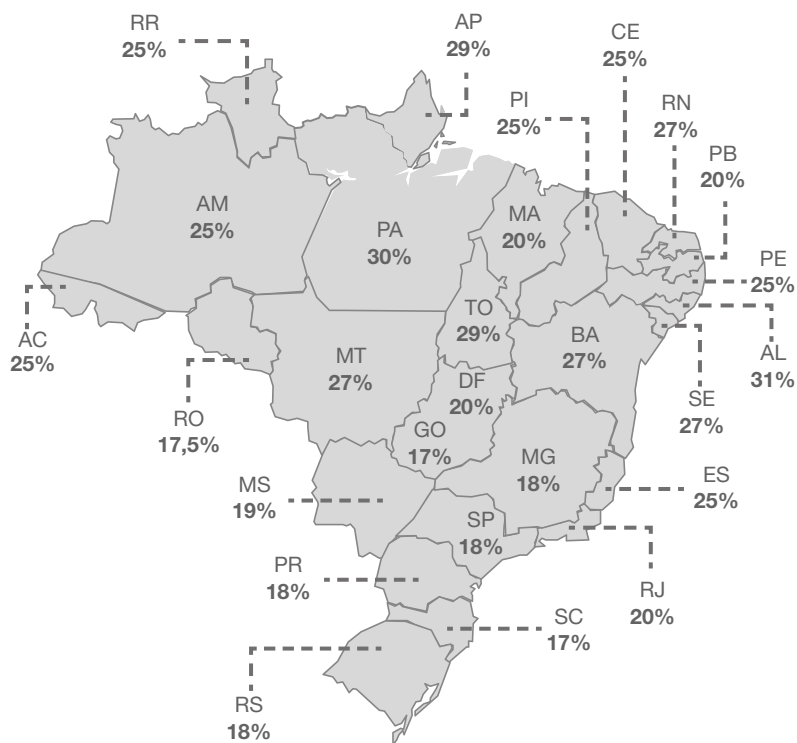 RR
25%
AP
29%
CE
25%
PI
25%
RN
27%
PB
20%
AM
25%
PA
30%
MA
20%
PE
25%
AC
25%
TO
29%
BA
27%
AL
31%
MT
27%
DF
20%
SE
27%
RO
17,5%
GO
17%
MG
18%
ES
25%
MS
19%
SP
18%
PR
18%
RJ
20%
SC
17%
RS
18%